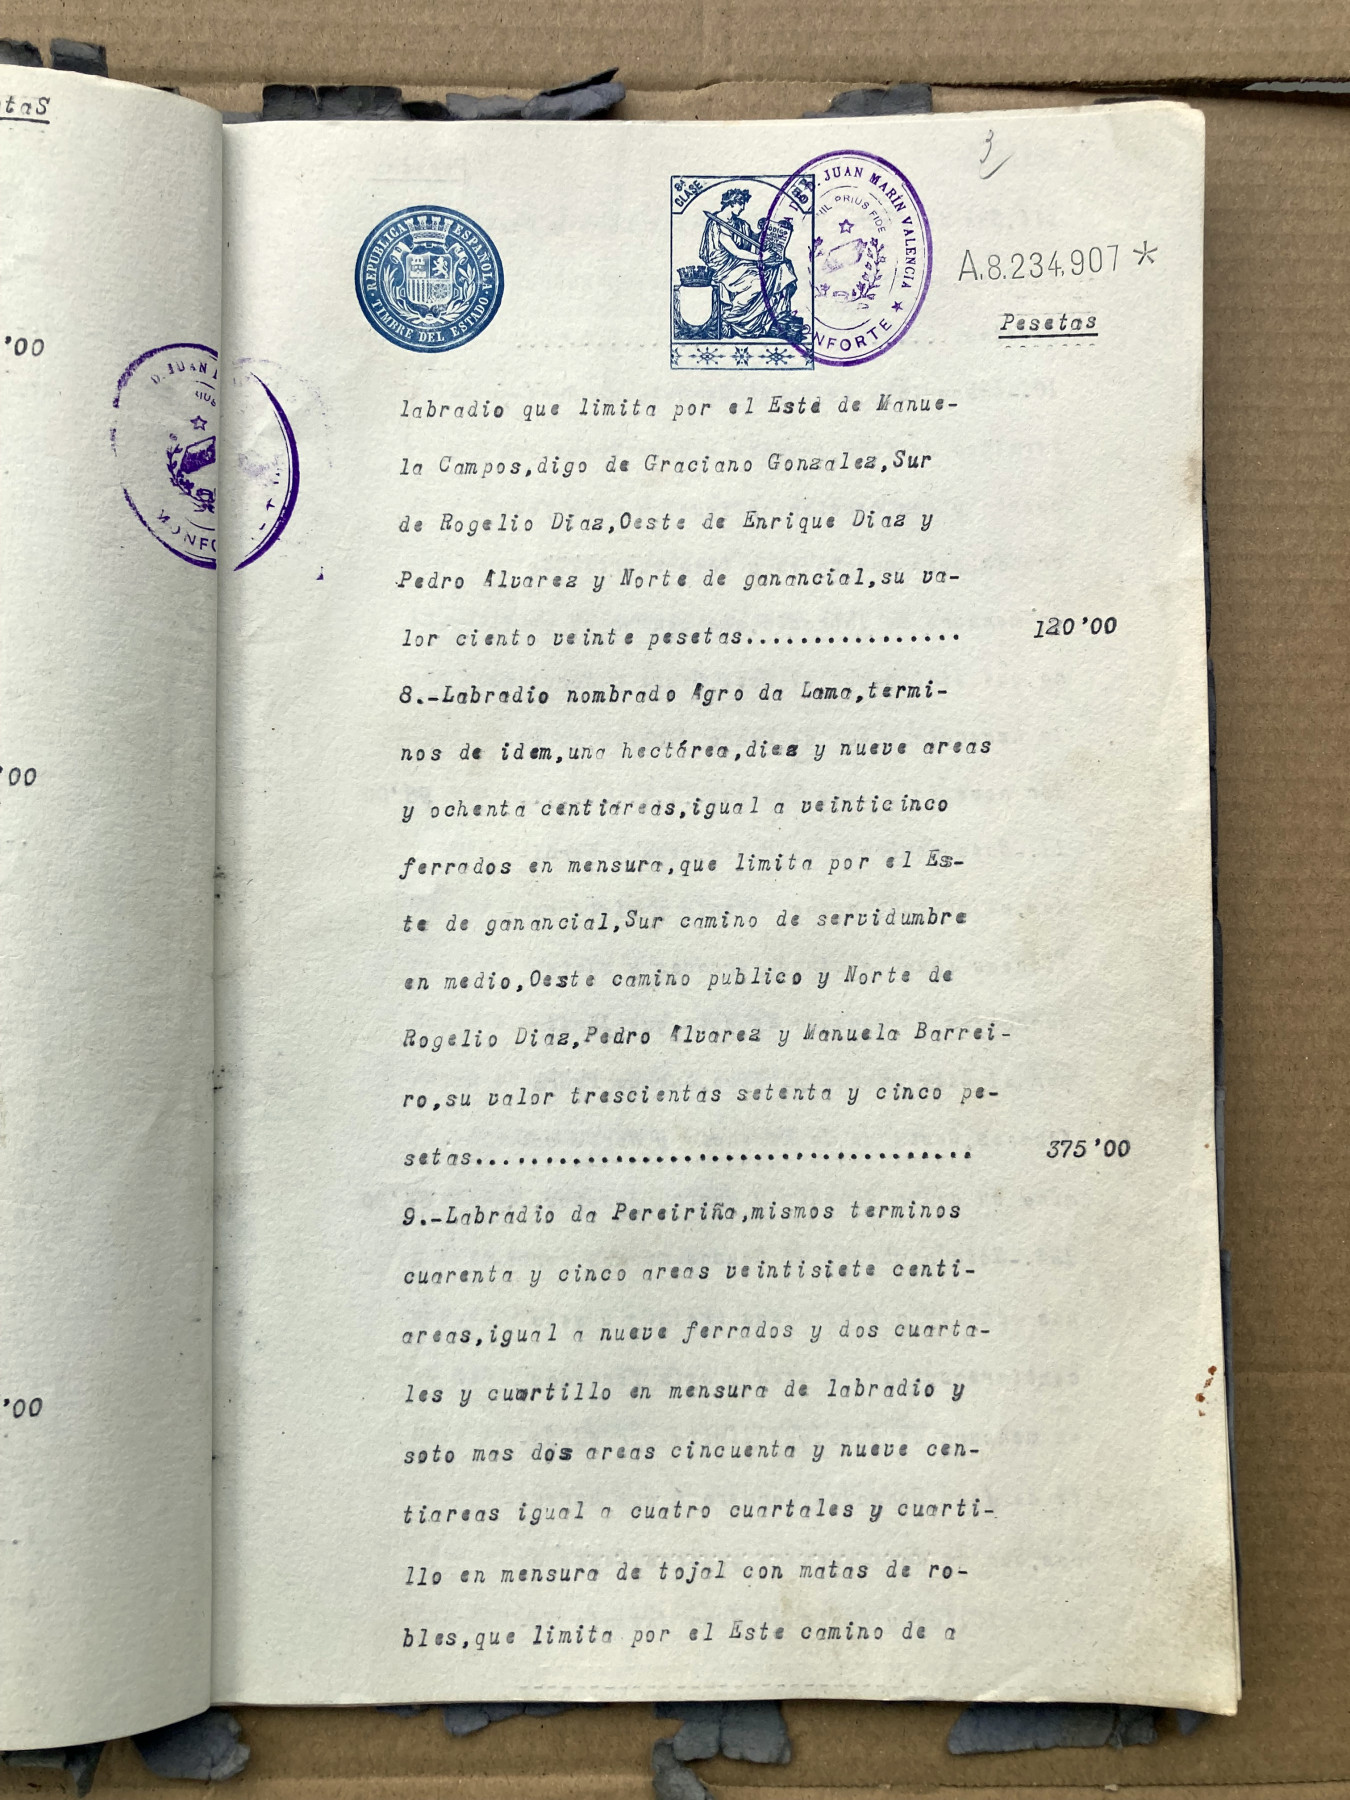 tas
'00
'00
'00
D. JUAN
MONFO
3
REPUBLICA ESPAÑOLA
TIMBRE DEL ESTADO
8ª CLASE
D. JUAN MARÍN VALENCIA
NIHIL PRIUS FIDE
MONFORTE
A.8.234.907 *
Pesetas
labradio que limita por el Este de Manue-
la Campos,digo de Graciano Gonzalez,Sur
de Rogelio Diaz,Oeste de Enrique Diaz y
Pedro Alvarez y Norte de ganancial,su va-
lor ciento veinte pesetas................ 120'00
8.-Labradio nombrado Agro da Lama,termi-
nos de idem,una hectárea,diez y nueve areas
y ochenta centiareas,igual a veinticinco
ferrados en mensura,que limita por el Es-
te de ganancial,Sur camino de servidumbre
en medio,Oeste camino publico y Norte de
Rogelio Diaz,Pedro Alvarez y Manuela Barrei-
ro,su valor trescientas setenta y cinco pe-
setas.................................... 375'00
9.-Labradio da Pereiriña,mismos terminos
cuarenta y cinco areas veintisiete centi-
areas,igual a nueve ferrados y dos cuarta-
les y cuartillo en mensura de labradio y
soto mas dos areas cincuenta y nueve cen-
tiareas igual a cuatro cuartales y cuarti-
llo en mensura de tojal con matas de ro-
bles,que limita por el Este camino de a